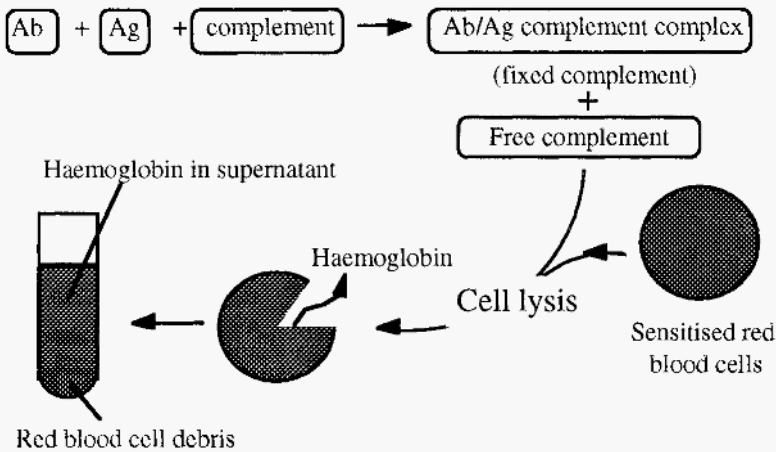 Ab + Ag + complement Ab/Ag complement complex
(fixed complement)
+
Free complement
Haemoglobin in supernatant
Haemoglobin
Cell lysis
Sensitised red
blood cells
Red blood cell debris